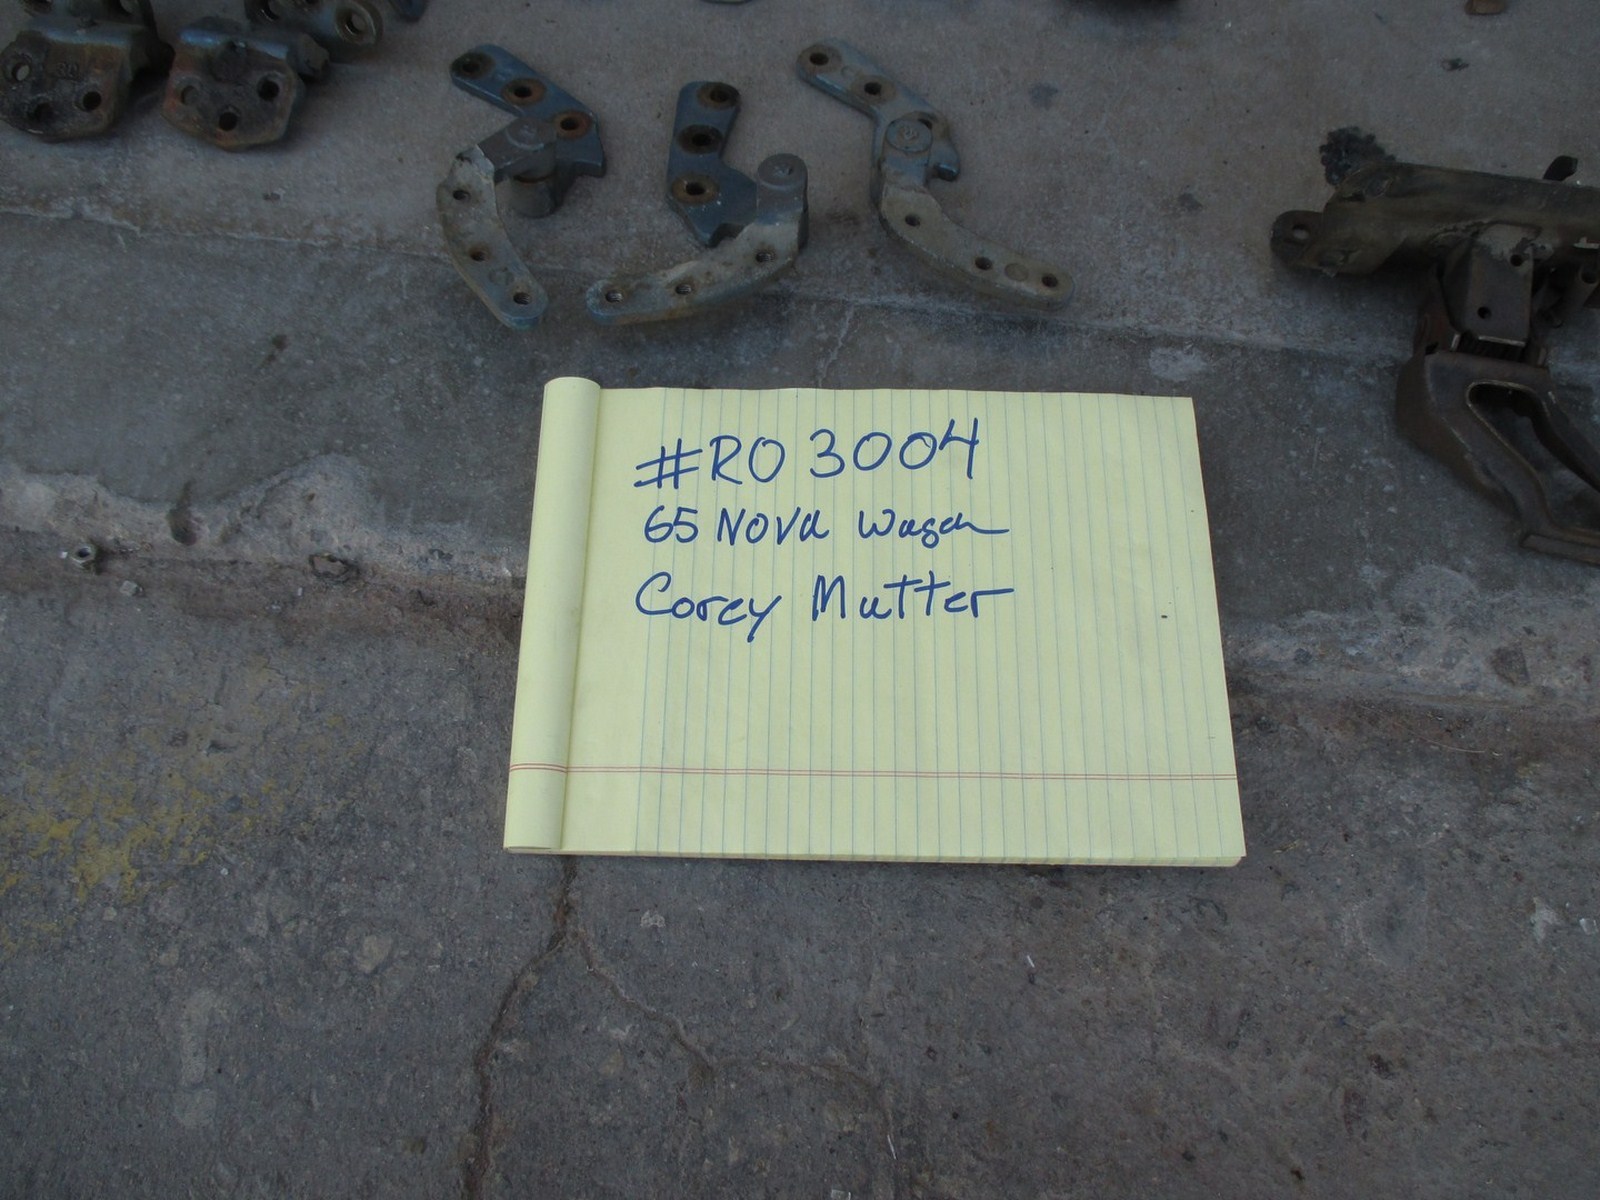 #RO 3004
65 Nova Wagon
Corey Mutter